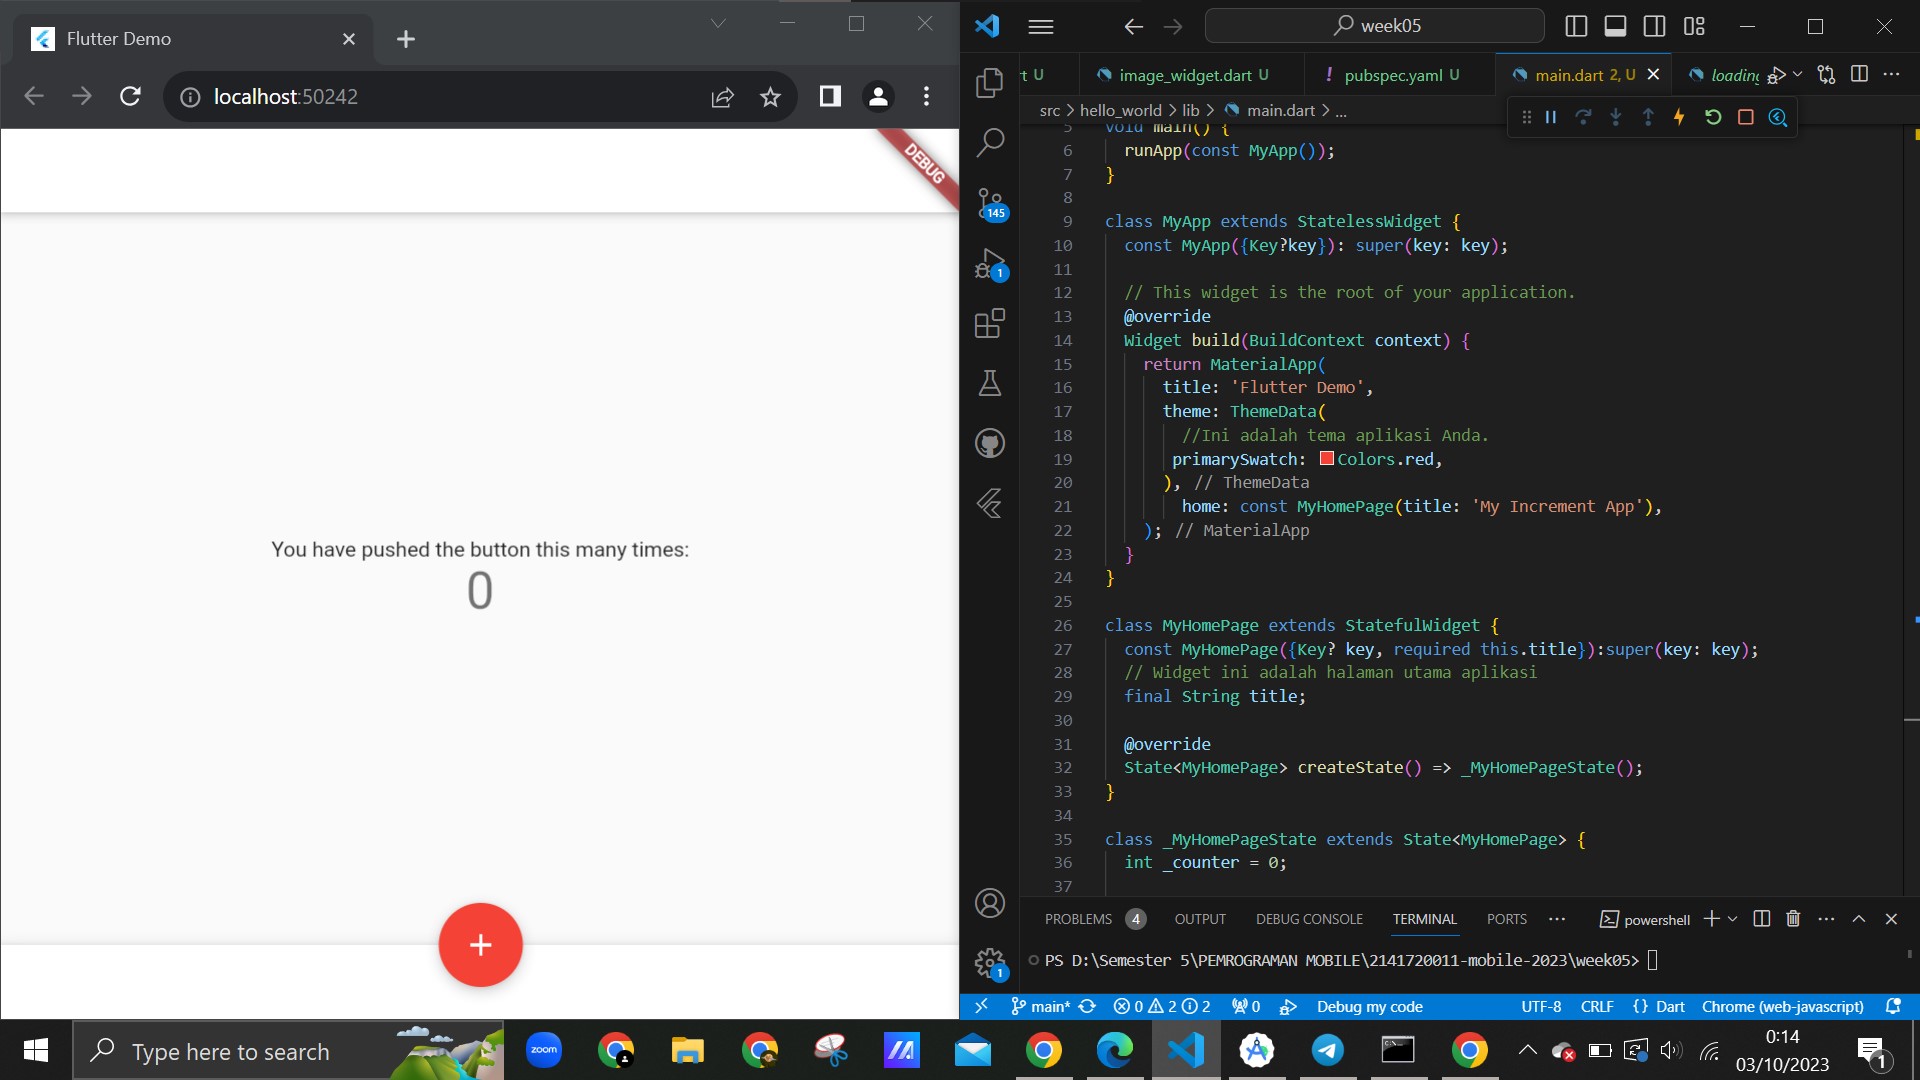 Flutter Demo
localhost:50242
DEBUG
You have pushed the button this many times:
0
+
week05
t U
image_widget.dart U
! pubspec.yaml U
main.dart 2, U
loading
src > hello_world > lib > main.dart > ...
5 void main() {
6 runApp(const MyApp());
7 }
8
9 class MyApp extends StatelessWidget {
10 const MyApp({Key?key}): super(key: key);
11
12 // This widget is the root of your application.
13 @override
14 Widget build(BuildContext context) {
15 return MaterialApp(
16 title: 'Flutter Demo',
17 theme: ThemeData(
18 //Ini adalah tema aplikasi Anda.
19 primarySwatch: Colors.red,
20 ), // ThemeData
21 home: const MyHomePage(title: 'My Increment App'),
22 ); // MaterialApp
23 }
24 }
25
26 class MyHomePage extends StatefulWidget {
27 const MyHomePage({Key? key, required this.title}):super(key: key);
28 // Widget ini adalah halaman utama aplikasi
29 final String title;
30
31 @override
32 State<MyHomePage> createState() => _MyHomePageState();
33 }
34
35 class _MyHomePageState extends State<MyHomePage> {
36 int _counter = 0;
37
145
1
1
PROBLEMS 4 OUTPUT DEBUG CONSOLE TERMINAL PORTS ... powershell
PS D:\Semester 5\PEMROGRAMAN MOBILE\2141720011-mobile-2023\week05>
main* 0 2 2 0 Debug my code UTF-8 CRLF {} Dart Chrome (web-javascript)
Type here to search
zoom
0:14
03/10/2023
1